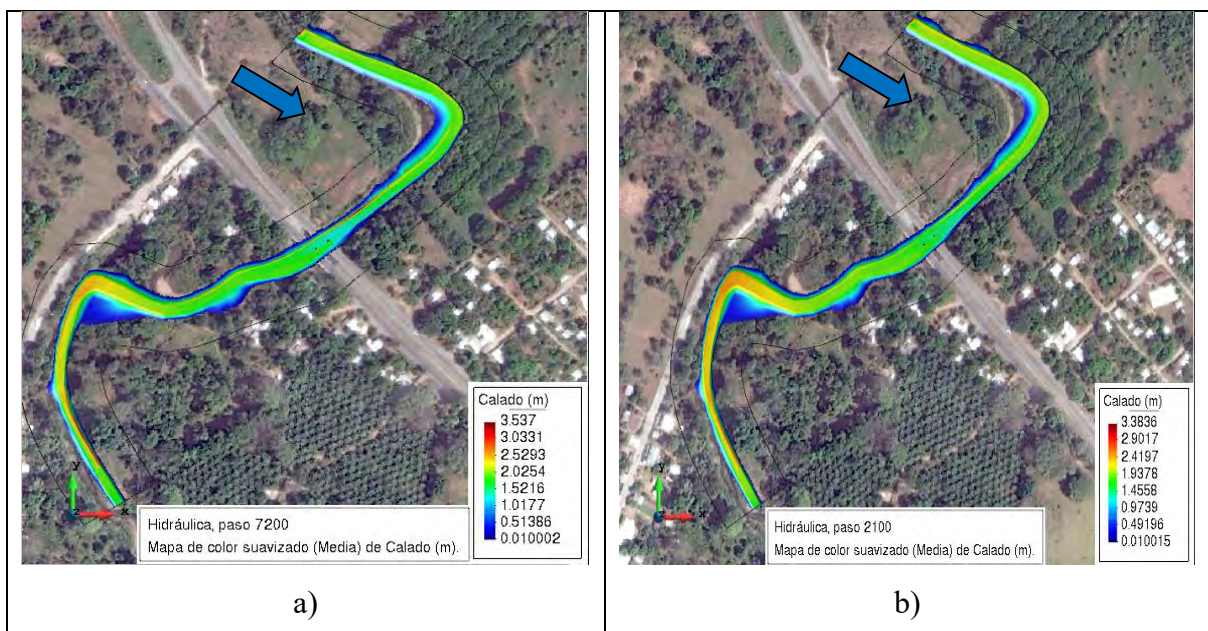 Calado (m)
3.537
3.0331
2.5293
2.0254
1.5216
1.0177
0.51386
0.010002
y
z
x
Hidráulica, paso 7200
Mapa de color suavizado (Media) de Calado (m).
a)
Calado (m)
3.3836
2.9017
2.4197
1.9378
1.4558
0.9739
0.49196
0.010015
y
z
x
Hidráulica, paso 2100
Mapa de color suavizado (Media) de Calado (m).
b)